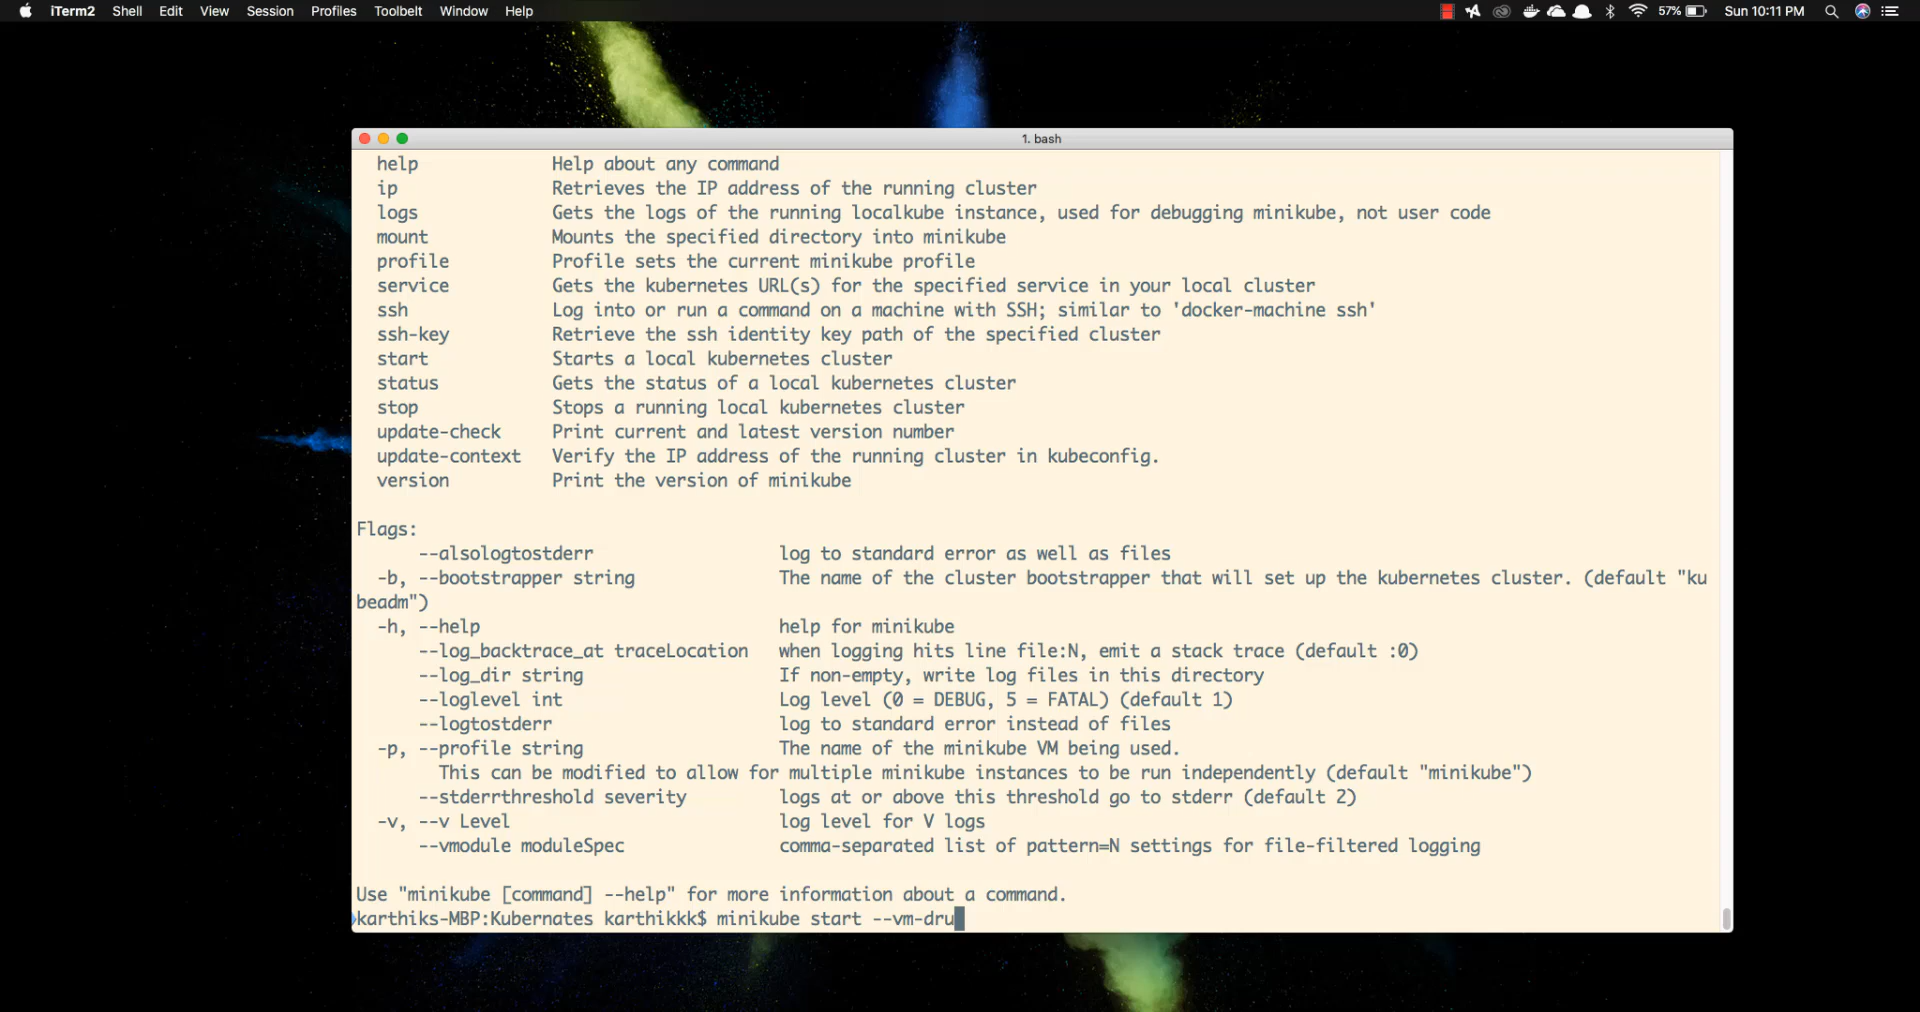 iTerm2 Shell Edit View Session Profiles Toolbelt Window Help 57% Sun 10:11 PM
1. bash
help Help about any command
ip Retrieves the IP address of the running cluster
logs Gets the logs of the running localkube instance, used for debugging minikube, not user code
mount Mounts the specified directory into minikube
profile Profile sets the current minikube profile
service Gets the kubernetes URL(s) for the specified service in your local cluster
ssh Log into or run a command on a machine with SSH; similar to 'docker-machine ssh'
ssh-key Retrieve the ssh identity key path of the specified cluster
start Starts a local kubernetes cluster
status Gets the status of a local kubernetes cluster
stop Stops a running local kubernetes cluster
update-check Print current and latest version number
update-context Verify the IP address of the running cluster in kubeconfig.
version Print the version of minikube
Flags:
--alsologtostderr log to standard error as well as files
-b, --bootstrapper string The name of the cluster bootstrapper that will set up the kubernetes cluster. (default "ku
beadm")
-h, --help help for minikube
--log_backtrace_at traceLocation when logging hits line file:N, emit a stack trace (default :0)
--log_dir string If non-empty, write log files in this directory
--loglevel int Log level (0 = DEBUG, 5 = FATAL) (default 1)
--logtostderr log to standard error instead of files
-p, --profile string The name of the minikube VM being used.
This can be modified to allow for multiple minikube instances to be run independently (default "minikube")
--stderrthreshold severity logs at or above this threshold go to stderr (default 2)
-v, --v Level log level for V logs
--vmodule moduleSpec comma-separated list of pattern=N settings for file-filtered logging
Use "minikube [command] --help" for more information about a command.
karthiks-MBP:Kubernates karthikkk$ minikube start --vm-dru